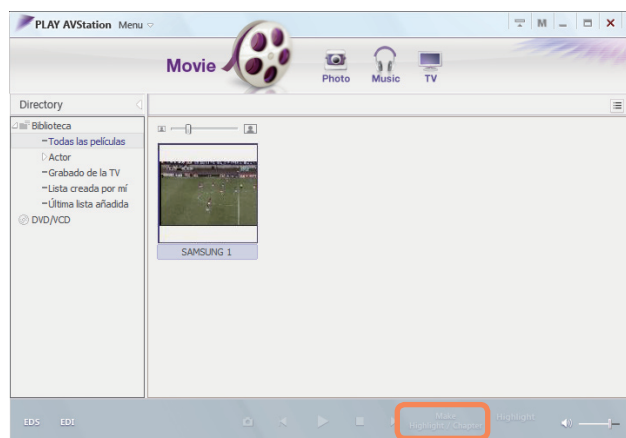 PLAY AVStation Menu
M
Movie
Photo
Music
TV
Directory
Biblioteca
Todas las películas
Actor
Grabado de la TV
Lista creada por mí
Última lista añadida
DVD/VCD
SAMSUNG 1
EDS EDI
Make
Highlight / Chapter
Highlight